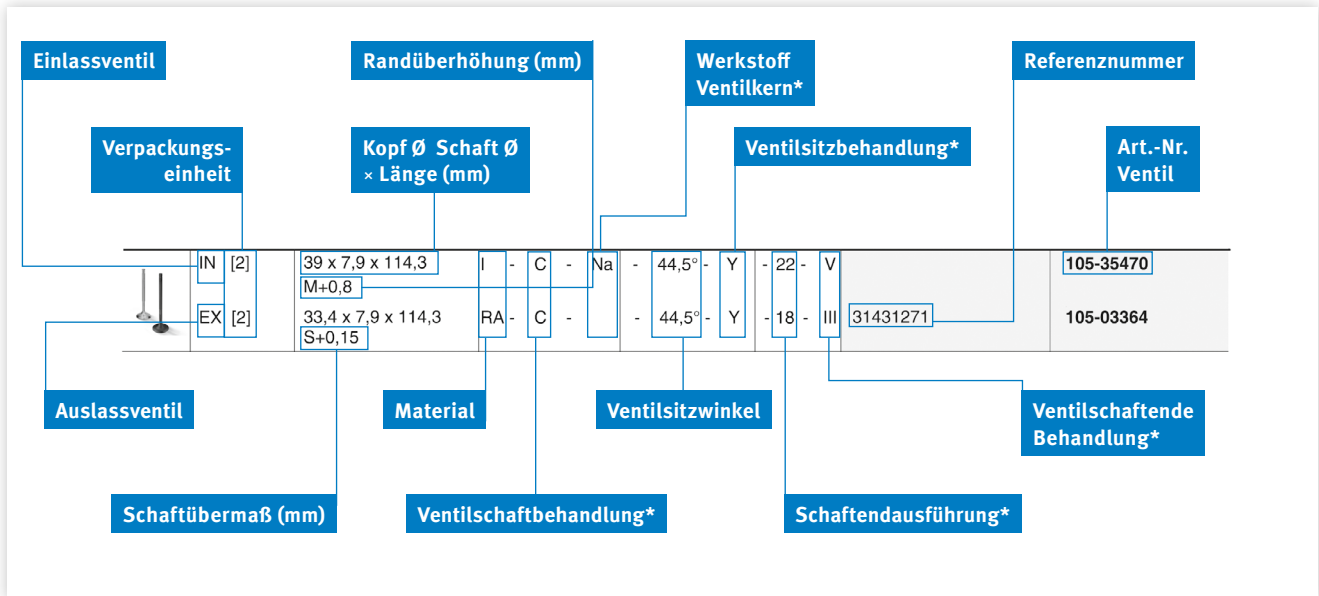 Einlassventil
Randüberhöhung (mm)
Werkstoff
Ventilkern*
Referenznummer
Verpackungs-
einheit
Kopf Ø Schaft Ø
× Länge (mm)
Ventilsitzbehandlung*
Art.-Nr.
Ventil
IN [2] 39 x 7,9 x 114,3 I - C - Na - 44,5° - Y - 22 - V 105-35470
M+0,8
EX [2] 33,4 x 7,9 x 114,3 RA - C - - 44,5° - Y - 18 - III 31431271 105-03364
S+0,15
Auslassventil
Material
Ventilsitzwinkel
Ventilschaftende
Behandlung*
Schaftübermaß (mm)
Ventilschaftbehandlung*
Schaftendausführung*